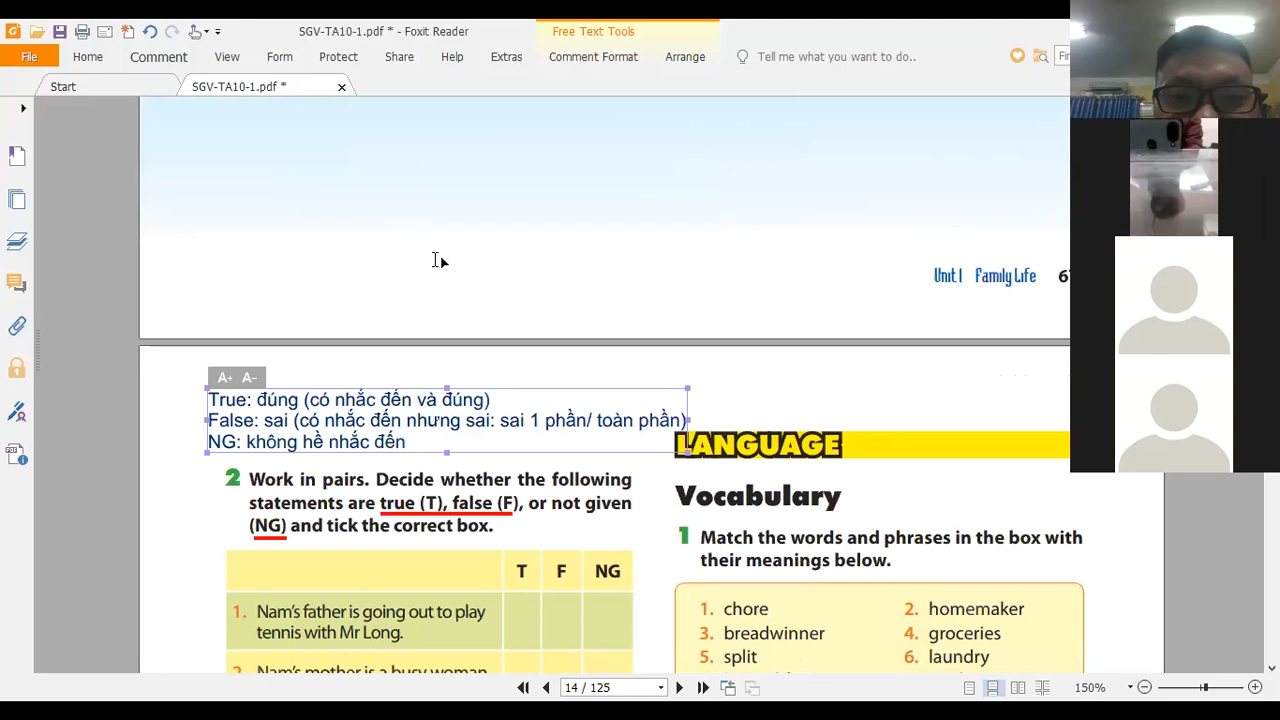 SGV-TA10-1.pdf * - Foxit Reader
Free Text Tools
File
Home
Comment
View
Form
Protect
Share
Help
Extras
Comment Format
Arrange
Tell me what you want to do..
Start
SGV-TA10-1.pdf *
Unit 1 Family Life
A+ A-
True: đúng (có nhắc đến và đúng)
False: sai (có nhắc đến nhưng sai: sai 1 phần/ toàn phần)
NG: không hề nhắc đến
2 Work in pairs. Decide whether the following
statements are true (T), false (F), or not given
(NG) and tick the correct box.
T F NG
1. Nam's father is going out to play
tennis with Mr Long.
2. Nam's mother is a busy woman
LANGUAGE
Vocabulary
1 Match the words and phrases in the box with
their meanings below.
1. chore
2. homemaker
3. breadwinner
4. groceries
5. split
6. laundry
14 / 125
150%